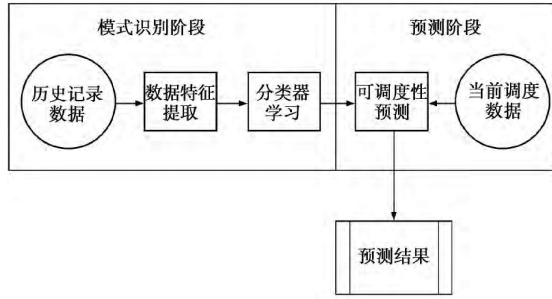 模式识别阶段
预测阶段
历史记录
数据
数据特征
提取
分类器
学习
可调度性
预测
当前调度
数据
预测结果